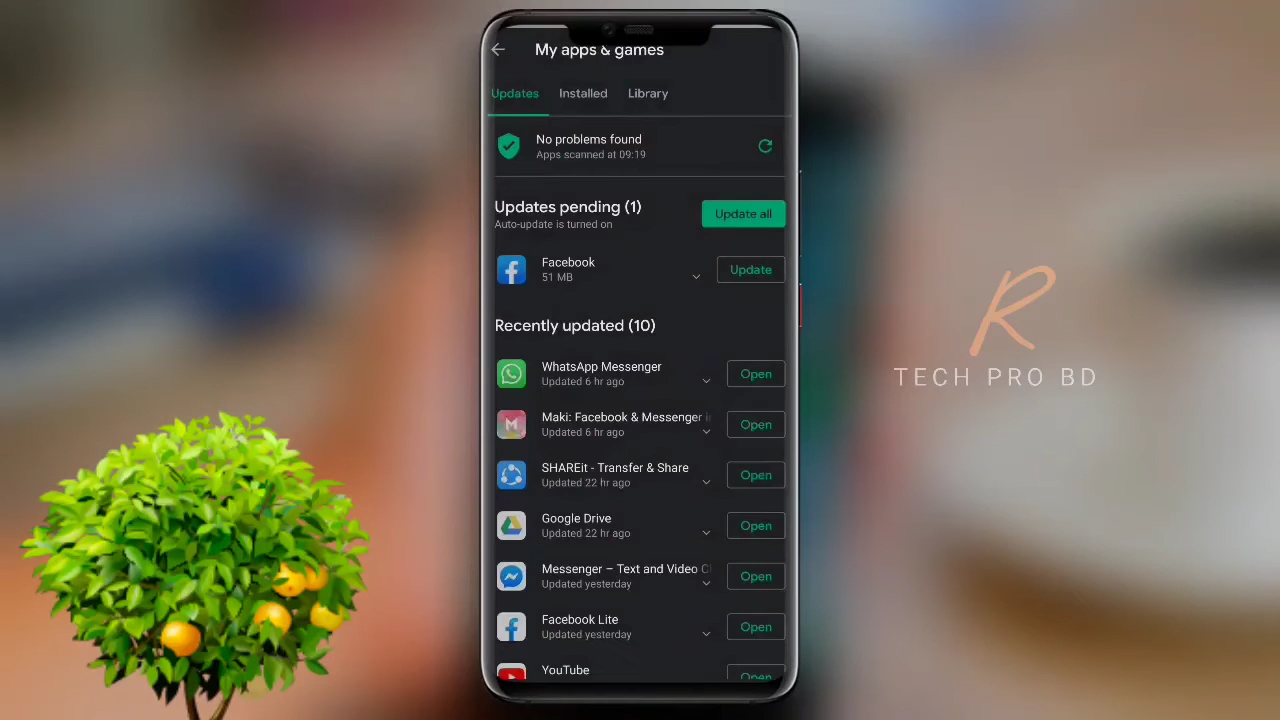 My apps & games
Updates Installed Library
No problems found
Apps scanned at 09:19
Updates pending (1)
Update all
Auto-update is turned on
Facebook
51 MB
Update
Recently updated (10)
WhatsApp Messenger
Updated 6 hr ago
Open
Maki: Facebook & Messenger i
Updated 6 hr ago
Open
SHAREit - Transfer & Share
Updated 22 hr ago
Open
Google Drive
Updated 22 hr ago
Open
Messenger – Text and Video C
Updated yesterday
Open
Facebook Lite
Updated yesterday
Open
YouTube
Open
R
TECH PRO BD